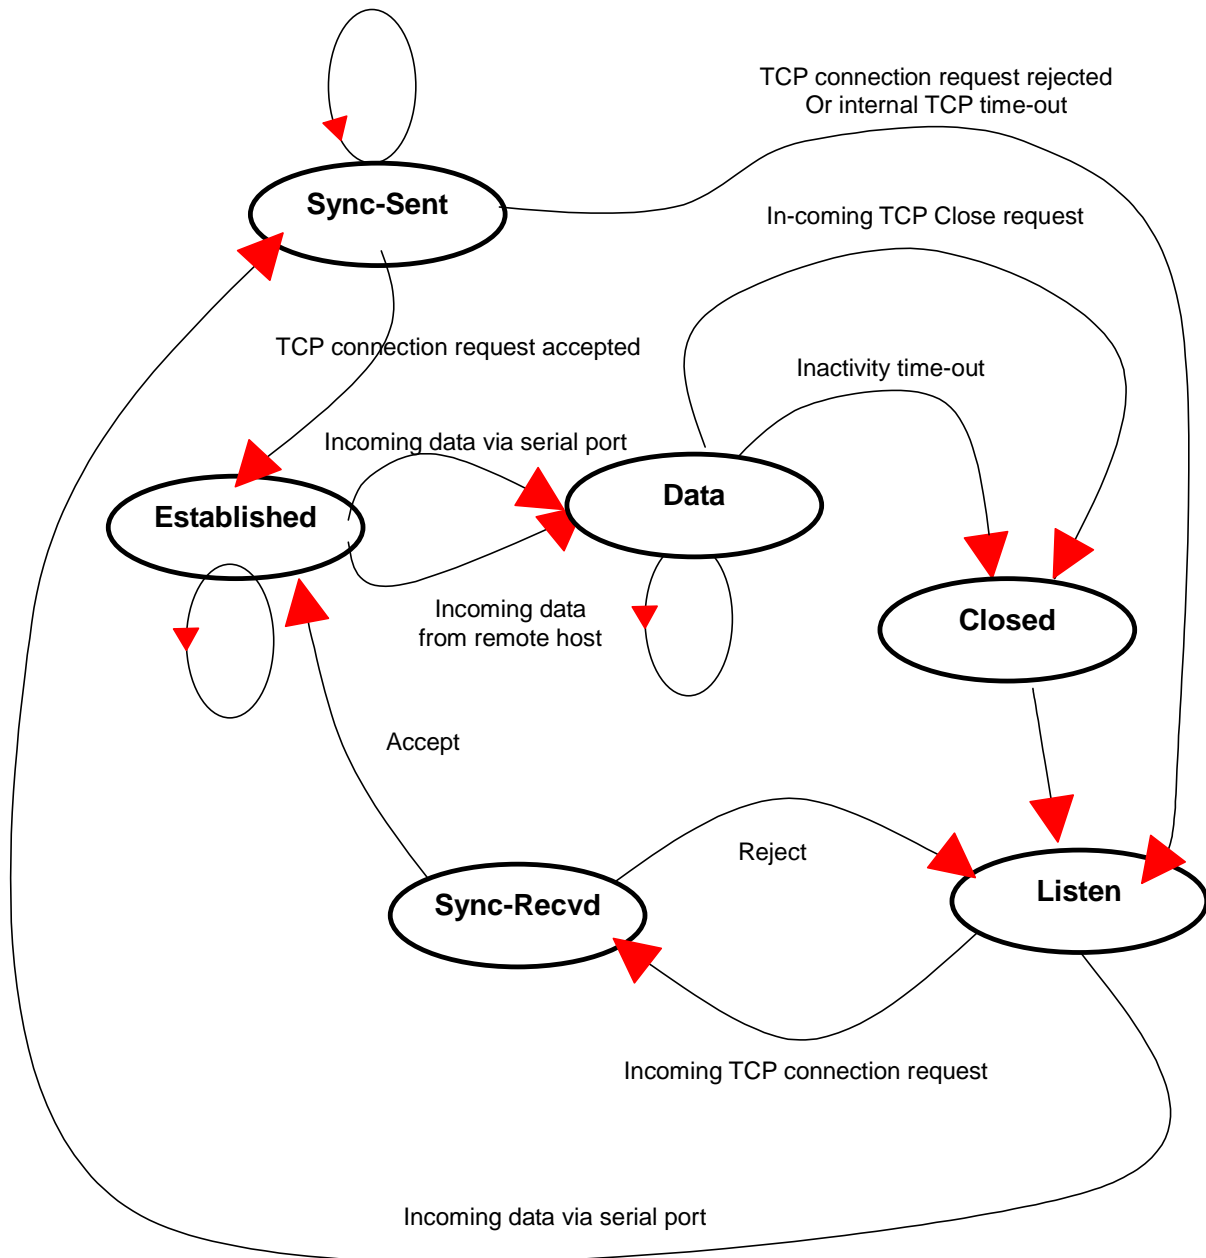 TCP connection request rejected
Or internal TCP time-out
Sync-Sent
In-coming TCP Close request
TCP connection request accepted
Inactivity time-out
Incoming data via serial port
Data
Established
Incoming data
from remote host
Closed
Accept
Reject
Listen
Sync-Recvd
Incoming TCP connection request
Incoming data via serial port